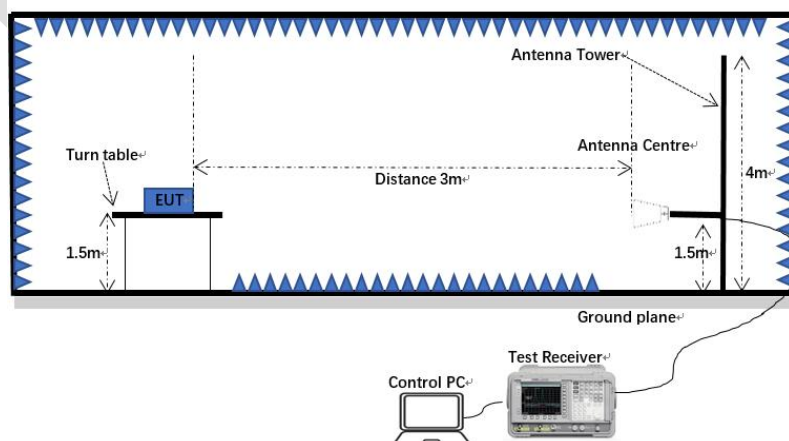 Antenna Tower
Antenna Centre
Turn table
Distance 3m
4m
EUT
1.5m
1.5m
Ground plane
Test Receiver
Control PC